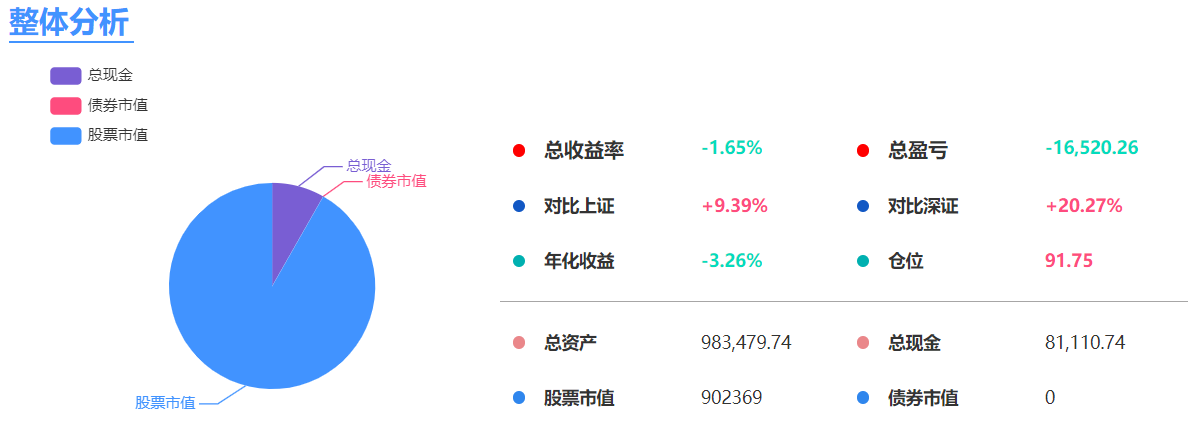 整体分析
总现金
债券市值
股票市值
总现金
债券市值
股票市值
总收益率 -1.65% 总盈亏 -16,520.26
对比上证 +9.39% 对比深证 +20.27%
年化收益 -3.26% 仓位 91.75
总资产 983,479.74 总现金 81,110.74
股票市值 902369 债券市值 0